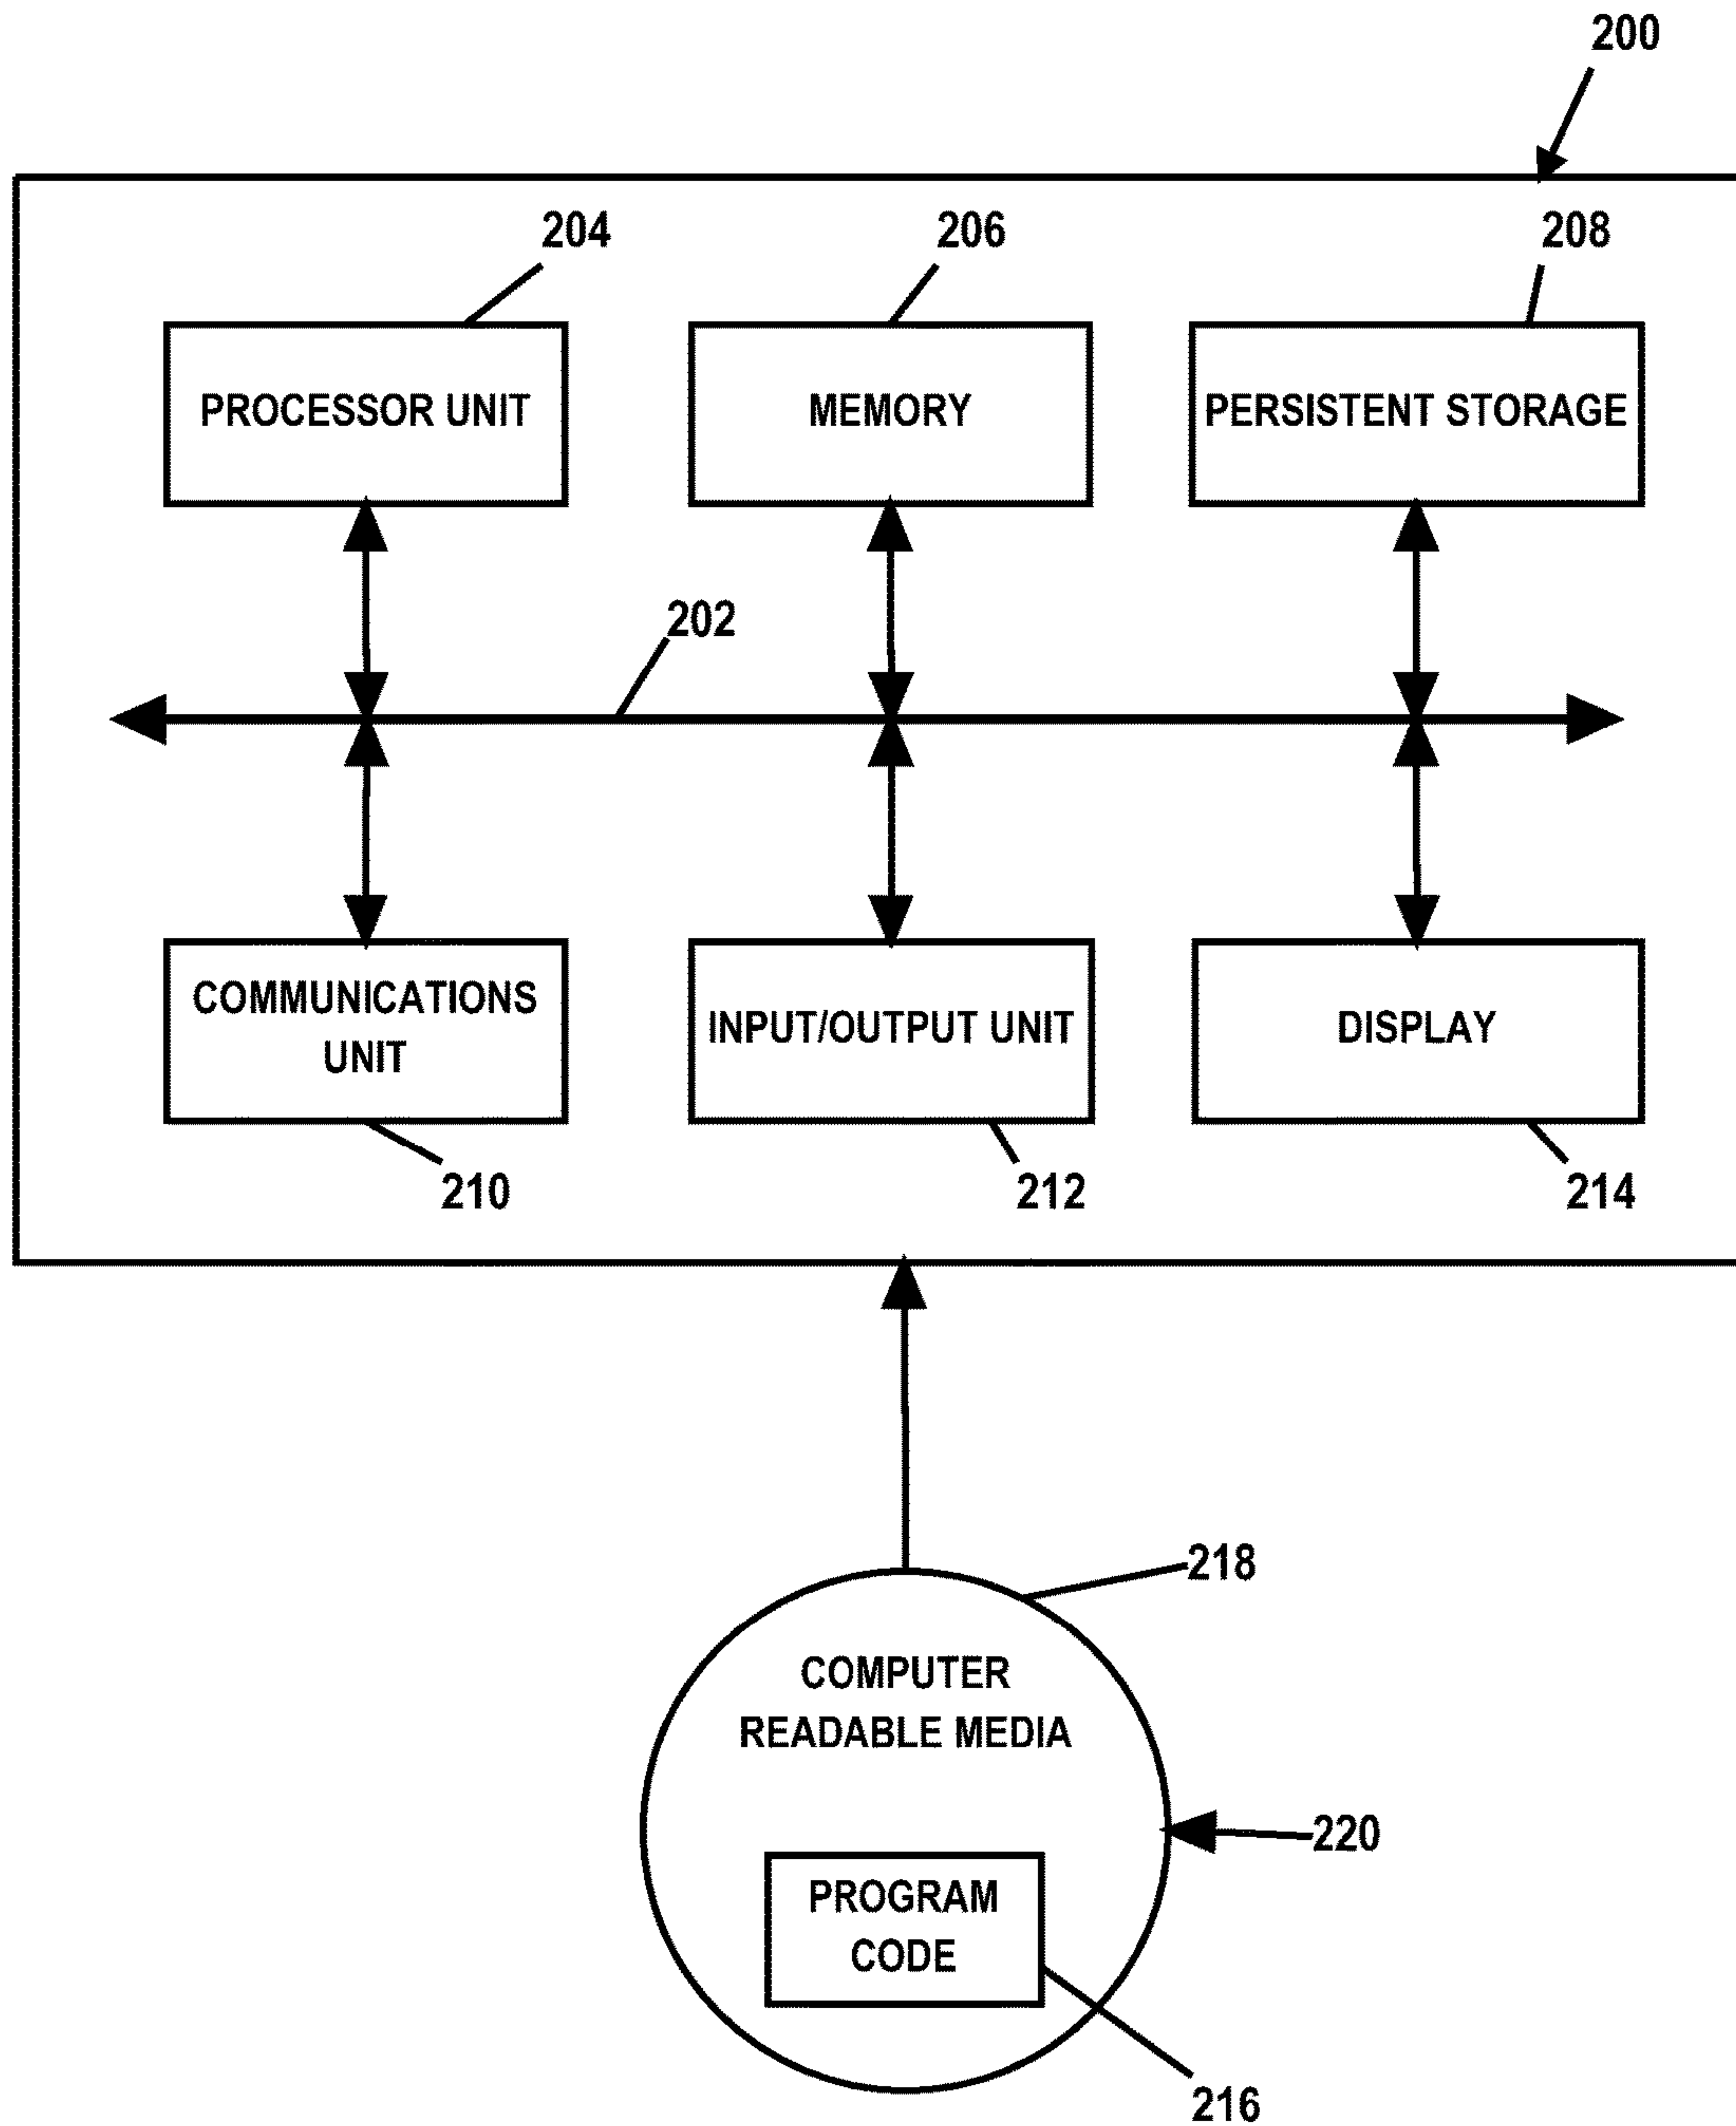 200
204
206
208
PROCESSOR UNIT
MEMORY
PERSISTENT STORAGE
202
COMMUNICATIONS
UNIT
INPUT/OUTPUT UNIT
DISPLAY
210
212
214
218
COMPUTER
READABLE MEDIA
220
PROGRAM
CODE
216